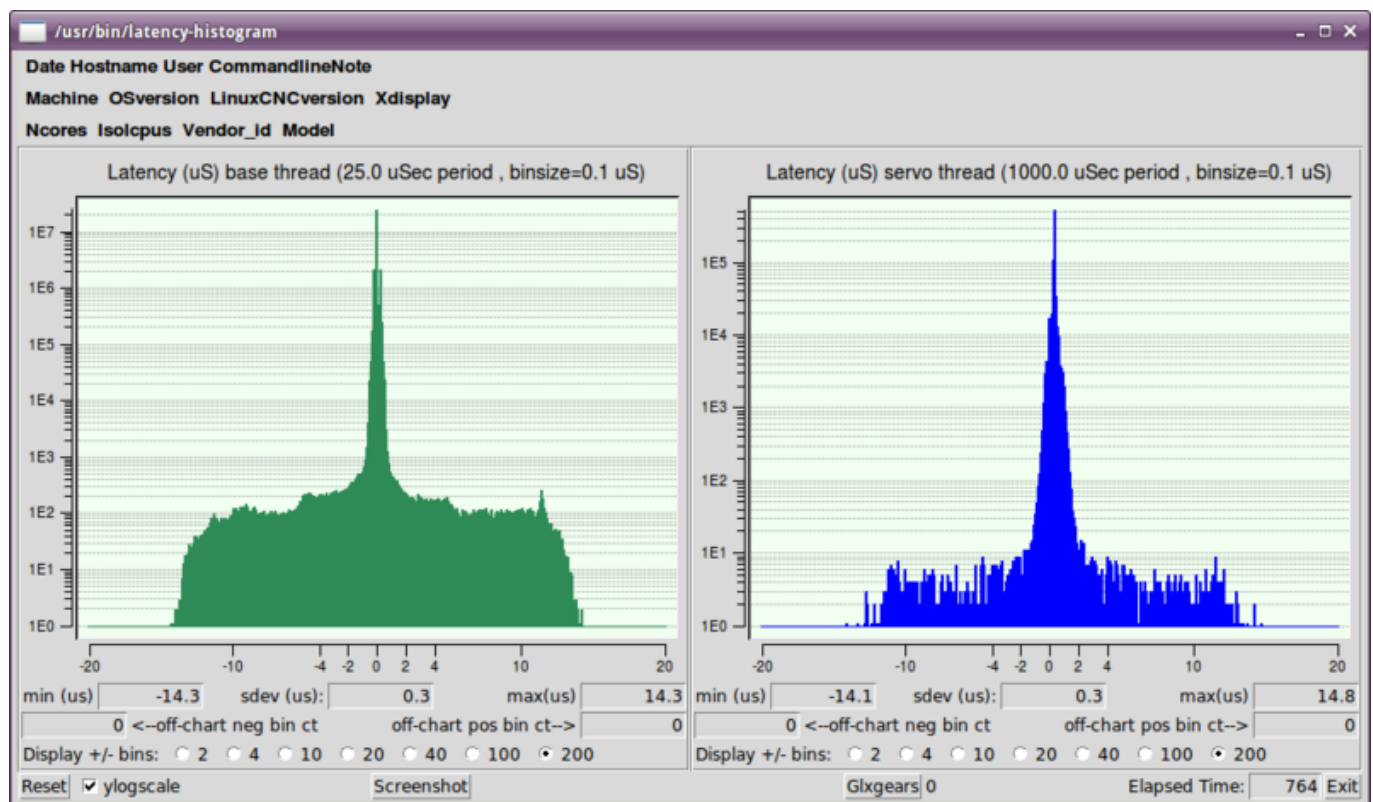 /usr/bin/latency-histogram
Date Hostname User CommandlineNote
Machine OSversion LinuxCNCversion Xdisplay
Ncores Isolcpus Vendor_id Model
Latency (uS) base thread (25.0 uSec period , binsize=0.1 uS)
1E7
1E6
1E5
1E4
1E3
1E2
1E1
1E0
-20 -10 -4 -2 0 2 4 10 20
min (us) -14.3 sdev (us): 0.3 max(us) 14.3
0 <--off-chart neg bin ct off-chart pos bin ct--> 0
Display +/- bins: 2 4 10 20 40 100 200
Latency (uS) servo thread (1000.0 uSec period , binsize=0.1 uS)
1E5
1E4
1E3
1E2
1E1
1E0
-20 -10 -4 -2 0 2 4 10 20
min (us) -14.1 sdev (us): 0.3 max(us) 14.8
0 <--off-chart neg bin ct off-chart pos bin ct--> 0
Display +/- bins: 2 4 10 20 40 100 200
Reset ylogscale Screenshot Glxgears 0 Elapsed Time: 764 Exit